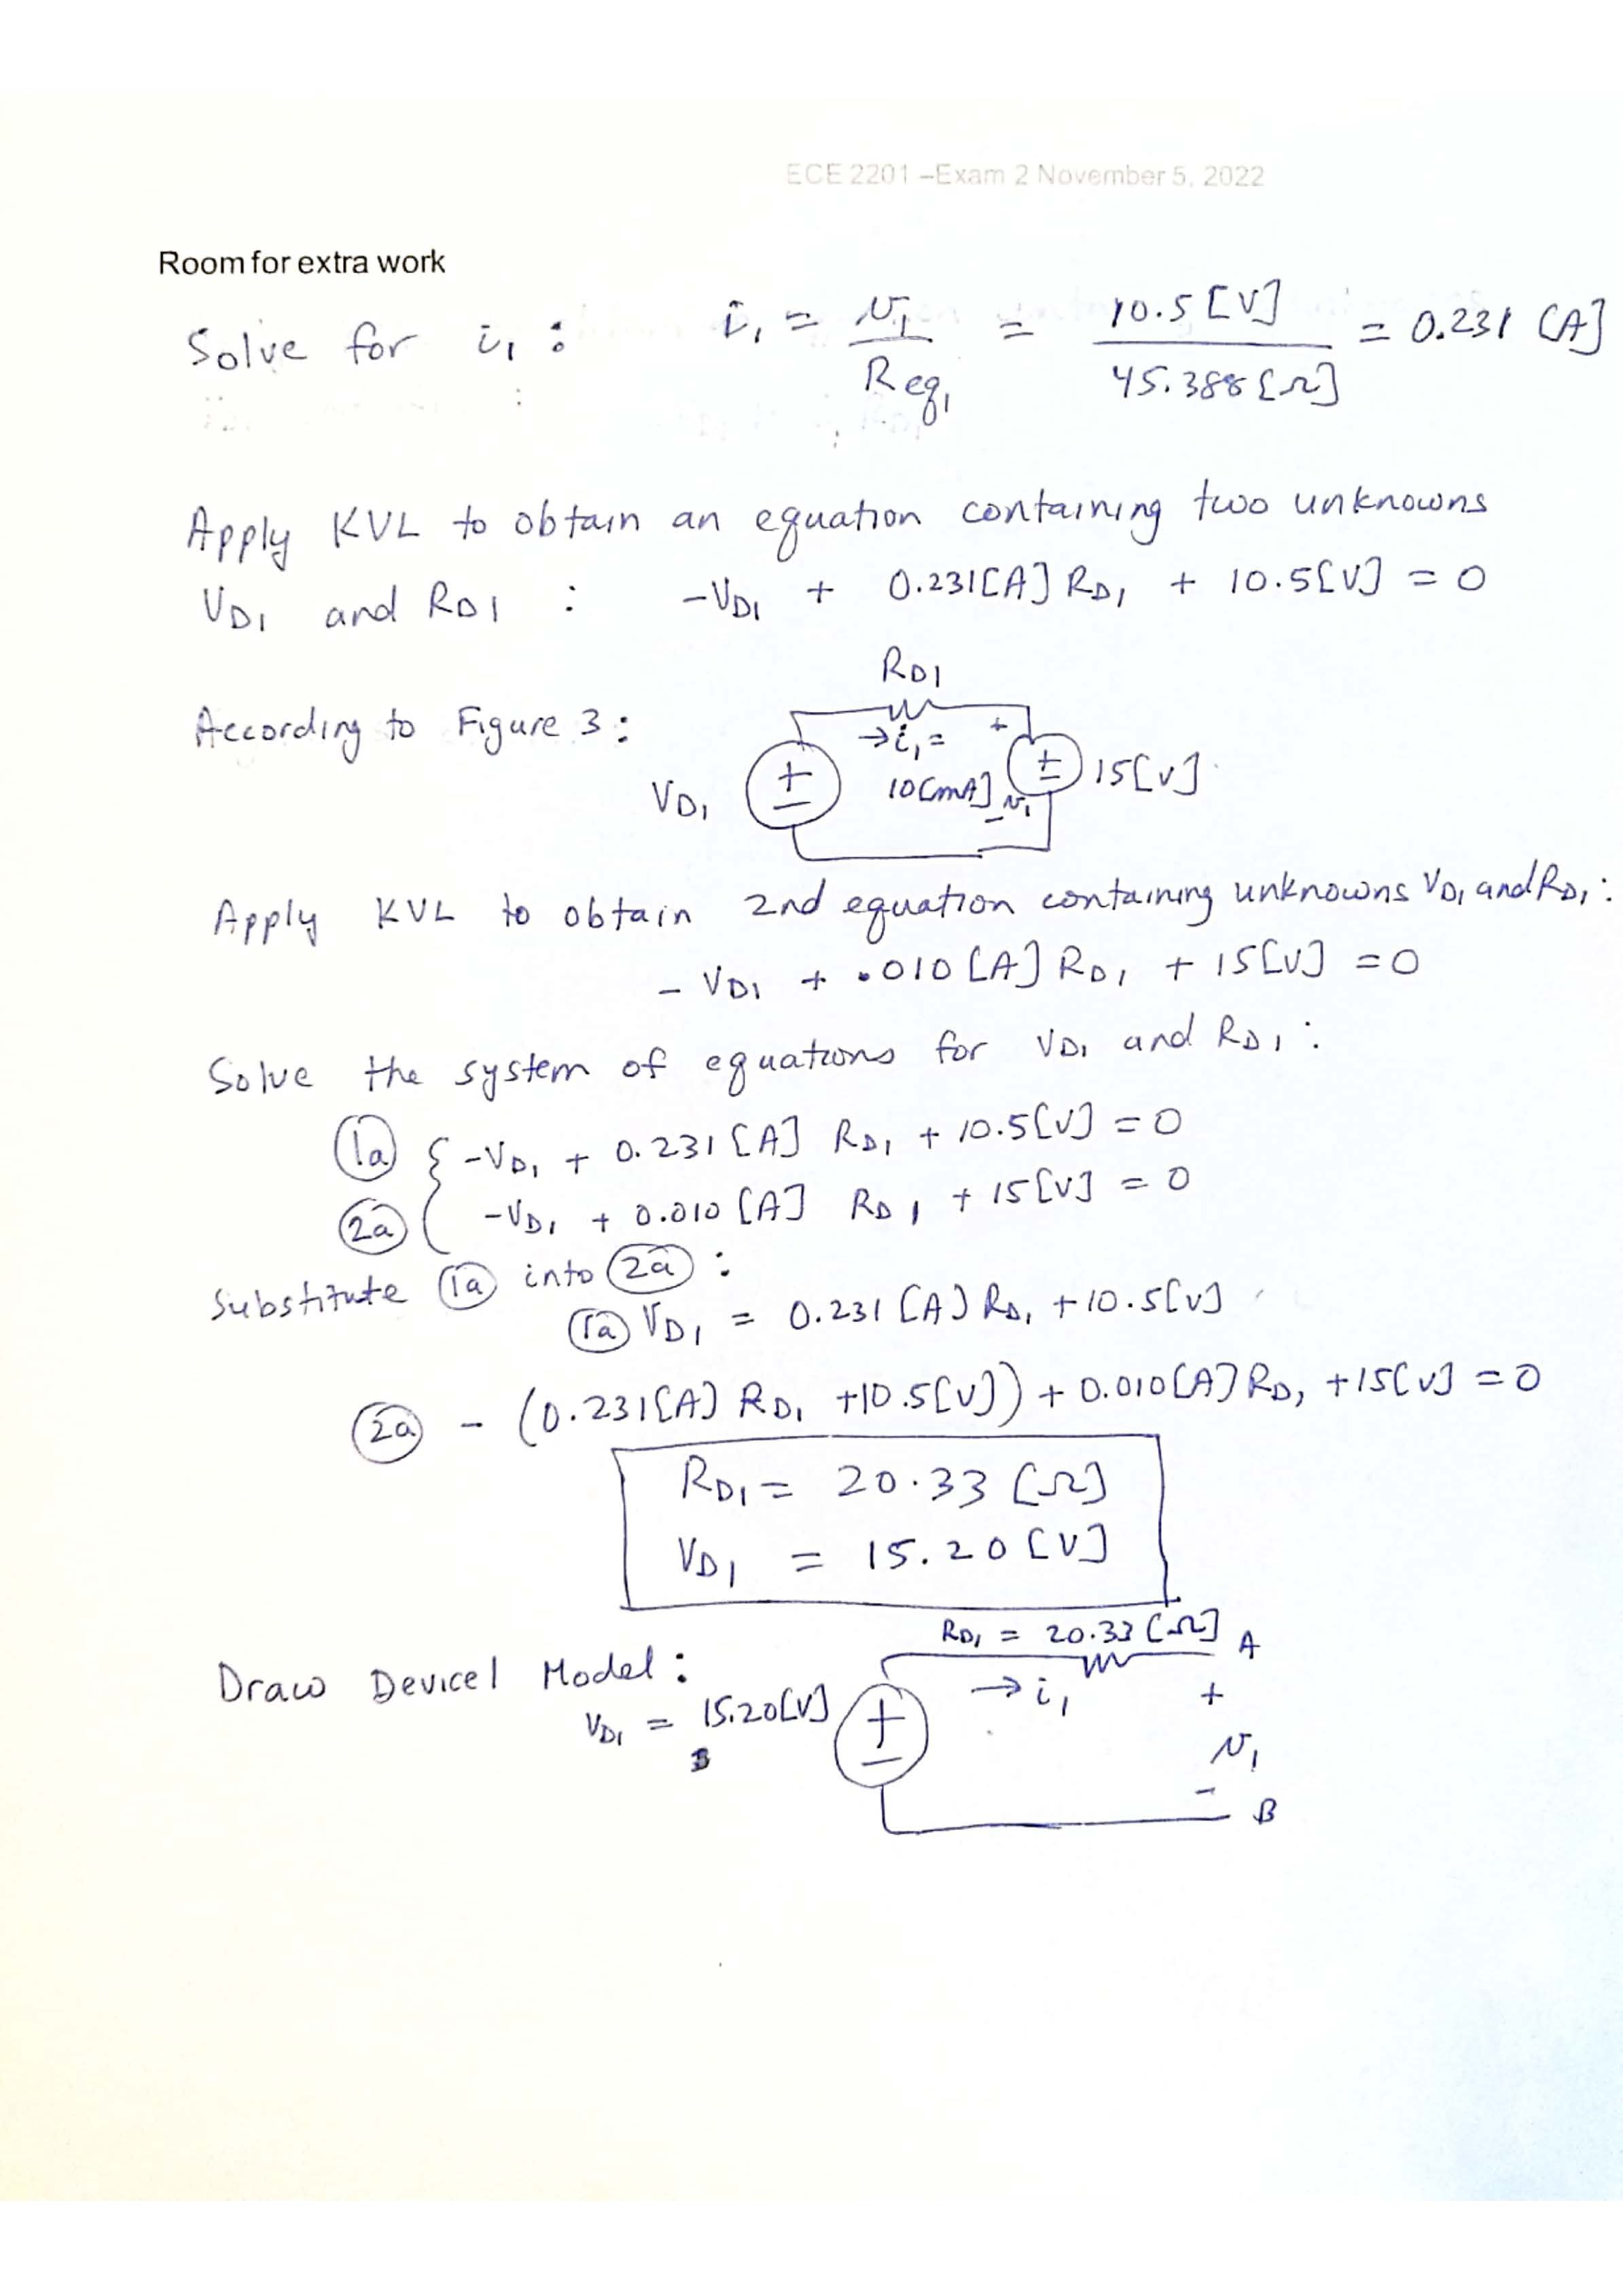 ECE 2201 –Exam 2 November 5, 2022
Room for extra work
Solve for i₁ : i₁ = v₁ / Req₁ = 10.5 [V] / 45.388 [Ω] = 0.231 [A]
Apply KVL to obtain an equation containing two unknowns
VD1 and RD1 : -VD1 + 0.231[A] RD1 + 10.5[V] = 0
RD1
According to Figure 3:
→ i₁ =
10[mA]
+
v₁
-
VD1
+
-
+
-
15[V]
Apply KVL to obtain 2nd equation containing unknowns VD1 and RD1:
- VD1 + .010 [A] RD1 + 15[V] = 0
Solve the system of equations for VD1 and RD1 :
1a { -VD1 + 0.231 [A] RD1 + 10.5[V] = 0
2a -VD1 + 0.010 [A] RD1 + 15[V] = 0
Substitute 1a into 2a :
1a VD1 = 0.231 [A] RD1 + 10.5[V]
2a - (0.231[A] RD1 + 10.5[V]) + 0.010[A] RD1 + 15[V] = 0
RD1 = 20.33 [Ω]
VD1 = 15.20 [V]
RD1 = 20.33 [Ω] A
Draw Device1 Model :
→ i₁
+
VD1 = 15.20[V]
+
-
v₁
-
B